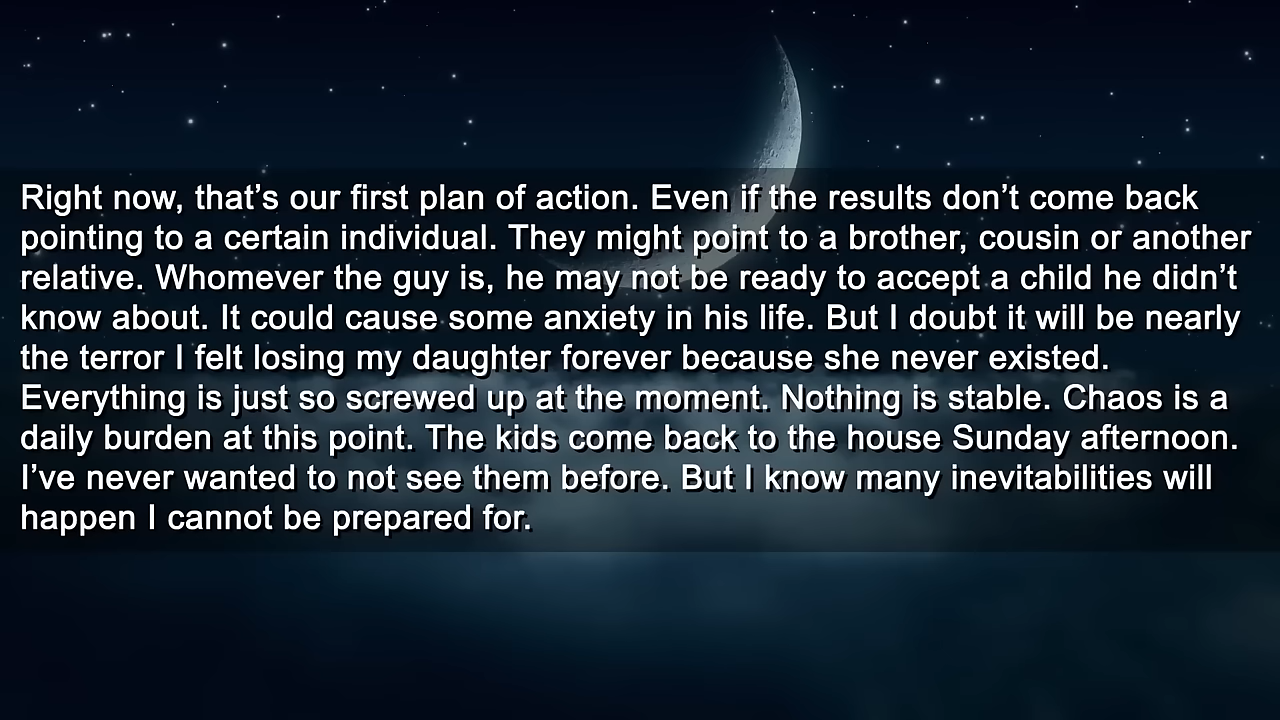 Right now, that’s our first plan of action. Even if the results don’t come back
pointing to a certain individual. They might point to a brother, cousin or another
relative. Whomever the guy is, he may not be ready to accept a child he didn’t
know about. It could cause some anxiety in his life. But I doubt it will be nearly
the terror I felt losing my daughter forever because she never existed.
Everything is just so screwed up at the moment. Nothing is stable. Chaos is a
daily burden at this point. The kids come back to the house Sunday afternoon.
I’ve never wanted to not see them before. But I know many inevitabilities will
happen I cannot be prepared for.